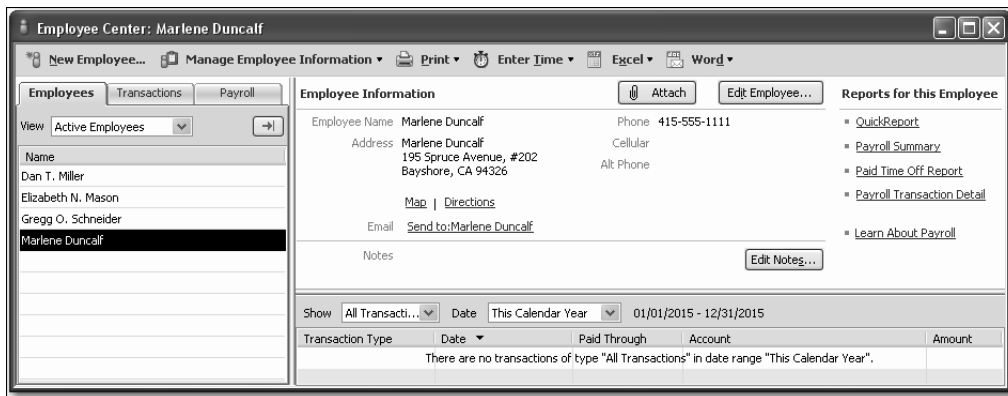 Employee Center: Marlene Duncalf
New Employee... Manage Employee Information Print Enter Time Excel Word
Employees Transactions Payroll
View Active Employees
Name
Dan T. Miller
Elizabeth N. Mason
Gregg O. Schneider
Marlene Duncalf
Employee Information Attach Edit Employee...
Employee Name Marlene Duncalf Phone 415-555-1111
Address Marlene Duncalf Cellular
195 Spruce Avenue, #202
Bayshore, CA 94326 Alt Phone
Map | Directions
Email Send to:Marlene Duncalf
Notes Edit Notes...
Reports for this Employee
QuickReport
Payroll Summary
Paid Time Off Report
Payroll Transaction Detail
Learn About Payroll
Show All Transacti... Date This Calendar Year 01/01/2015 - 12/31/2015
Transaction Type Date Paid Through Account Amount
There are no transactions of type "All Transactions" in date range "This Calendar Year".